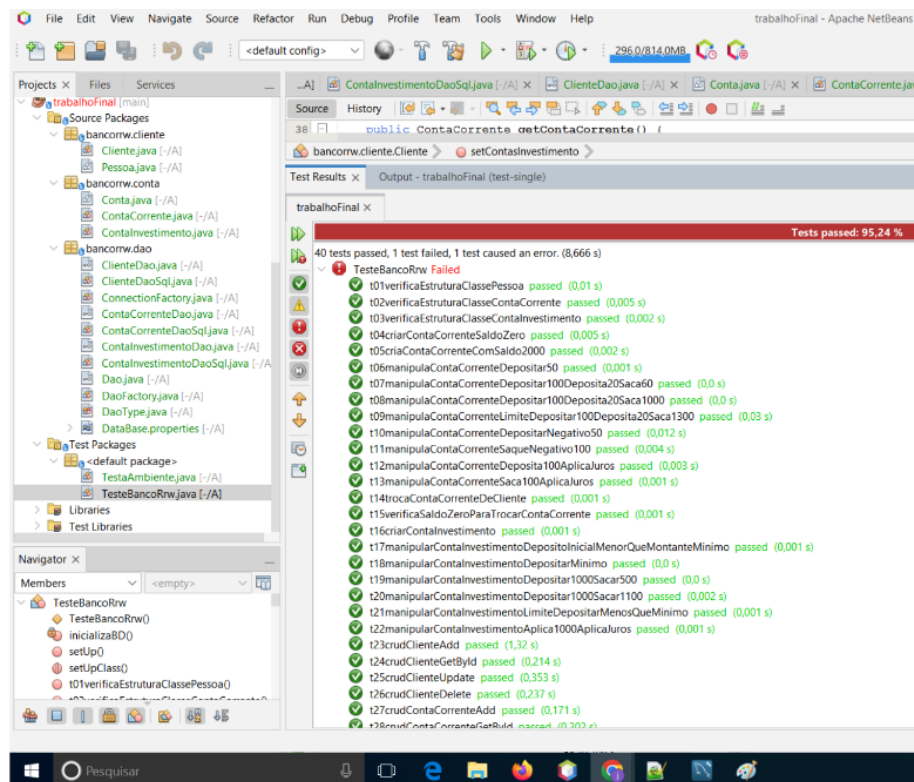 File Edit View Navigate Source Refactor Run Debug Profile Team Tools Window Help trabalhoFinal - Apache NetBeans
<default config> 296,0/814,0MB
Projects × Files Services
...A] ContaInvestimentoDaoSql.java [-/A] × ClienteDao.java [-/A] × Conta.java [-/A] × ContaCorrente.jav
trabalhoFinal [main]
Source Packages
bancorrw.cliente
Cliente.java [-/A]
Pessoa.java [-/A]
bancorrw.conta
Conta.java [-/A]
ContaCorrente.java [-/A]
ContaInvestimento.java [-/A]
bancorrw.dao
ClienteDao.java [-/A]
ClienteDaoSql.java [-/A]
ConnectionFactory.java [-/A]
ContaCorrenteDao.java [-/A]
ContaCorrenteDaoSql.java [-/A]
ContaInvestimentoDao.java [-/A]
ContaInvestimentoDaoSql.java [-/A
Dao.java [-/A]
DaoFactory.java [-/A]
DaoType.java [-/A]
DataBase.properties [-/A]
Test Packages
<default package>
TestaAmbiente.java [-/A]
TesteBancoRrw.java [-/A]
Libraries
Test Libraries
Navigator ×
Members <empty>
TesteBancoRrw
TesteBancoRrw()
inicializaBD()
setUp()
setUpClass()
t01verificaEstruturaClassePessoa()
t02verificaEstruturaClasseContaCorrente()
Source History
38 public ContaCorrente getContaCorrente() {
bancorrw.cliente.Cliente setContasInvestimento
Test Results × Output - trabalhoFinal (test-single)
trabalhoFinal ×
Tests passed: 95,24 %
40 tests passed, 1 test failed, 1 test caused an error. (8,666 s)
TesteBancoRrw Failed
t01verificaEstruturaClassePessoa passed (0,01 s)
t02verificaEstruturaClasseContaCorrente passed (0,005 s)
t03verificaEstruturaClasseContaInvestimento passed (0,002 s)
t04criarContaCorrenteSaldoZero passed (0,005 s)
t05criaContaCorrenteComSaldo2000 passed (0,002 s)
t06manipulaContaCorrenteDepositar50 passed (0,001 s)
t07manipulaContaCorrenteDepositar100Deposita20Saca60 passed (0,0 s)
t08manipulaContaCorrenteDepositar100Deposita20Saca1000 passed (0,0 s)
t09manipulaContaCorrenteLimiteDepositar100Deposita20Saca1300 passed (0,03 s)
t10manipulaContaCorrenteDepositarNegativo50 passed (0,012 s)
t11manipulaContaCorrenteSaqueNegativo100 passed (0,004 s)
t12manipulaContaCorrenteDeposita100AplicaJuros passed (0,003 s)
t13manipulaContaCorrenteSaca100AplicaJuros passed (0,001 s)
t14trocaContaCorrenteDeCliente passed (0,001 s)
t15verificaSaldoZeroParaTrocarContaCorrente passed (0,001 s)
t16criarContaInvestimento passed (0,001 s)
t17manipularContaInvestimentoDepositoInicialMenorQueMontanteMinimo passed (0,001 s)
t18manipularContaInvestimentoDepositarMinimo passed (0,0 s)
t19manipularContaInvestimentoDepositar1000Sacar500 passed (0,0 s)
t20manipularContaInvestimentoDepositar1000Sacar1100 passed (0,002 s)
t21manipularContaInvestimentoLimiteDepositarMenosQueMinimo passed (0,001 s)
t22manipularContaInvestimentoAplica1000AplicaJuros passed (0,001 s)
t23crudClienteAdd passed (1,32 s)
t24crudClienteGetById passed (0,214 s)
t25crudClienteUpdate passed (0,353 s)
t26crudClienteDelete passed (0,237 s)
t27crudContaCorrenteAdd passed (0,171 s)
t28crudContaCorrenteGetById passed (0,202 s)
Pesquisar